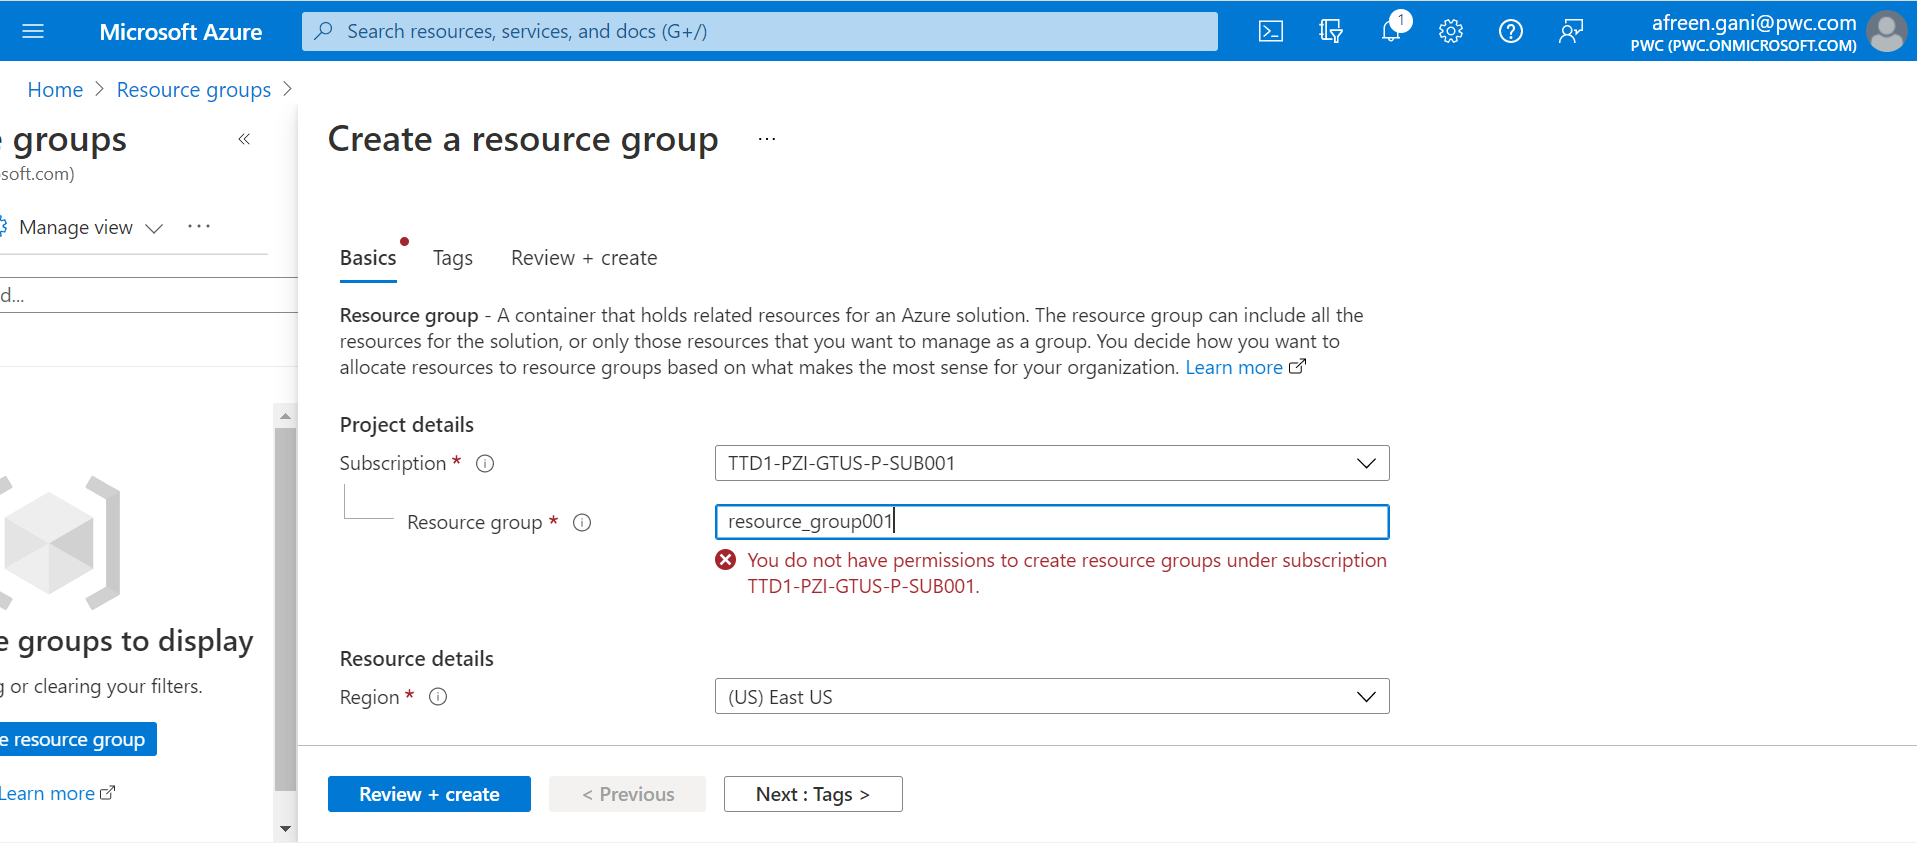 Microsoft Azure
Search resources, services, and docs (G+/)
1
afreen.gani@pwc.com
PWC (PWC.ONMICROSOFT.COM)
Home > Resource groups >
groups
«
soft.com)
Manage view
...
d...
groups to display
or clearing your filters.
resource group
Learn more
Create a resource group
...
Basics Tags Review + create
Resource group - A container that holds related resources for an Azure solution. The resource group can include all the
resources for the solution, or only those resources that you want to manage as a group. You decide how you want to
allocate resources to resource groups based on what makes the most sense for your organization. Learn more
Project details
Subscription *
TTD1-PZI-GTUS-P-SUB001
Resource group *
resource_group001
You do not have permissions to create resource groups under subscription
TTD1-PZI-GTUS-P-SUB001.
Resource details
Region *
(US) East US
Review + create
< Previous
Next : Tags >